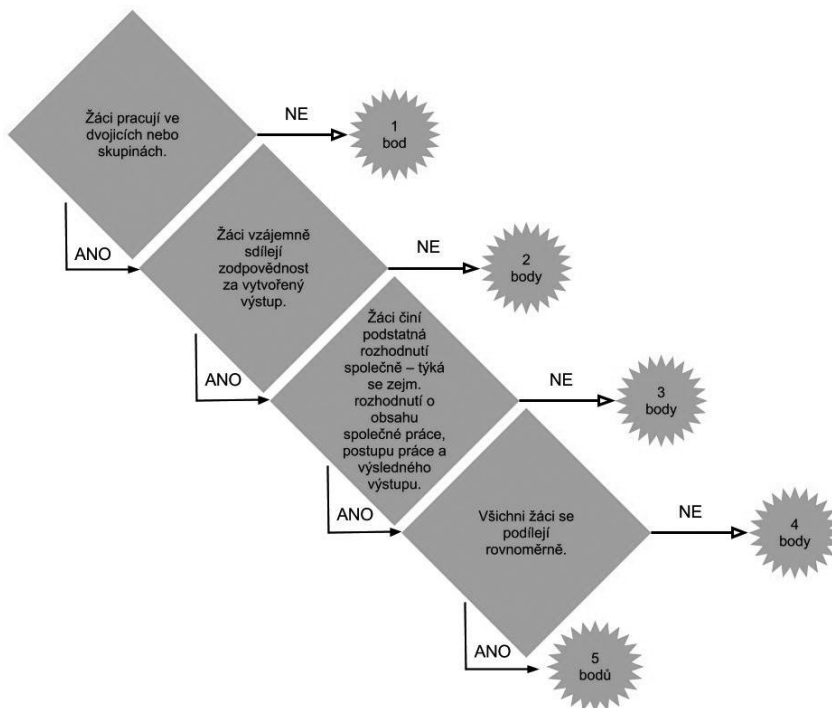 Žáci pracují ve
dvojicích nebo
skupinách.
NE
1
bod
ANO
Žáci vzájemně
sdílejí
zodpovědnost
za vytvořený
výstup.
NE
2
body
ANO
Žáci činí
podstatná
rozhodnutí
společně – týká
se zejm.
rozhodnutí o
obsahu
společné práce,
postupu práce a
výsledného
výstupu.
NE
3
body
ANO
Všichni žáci se
podílejí
rovnoměrně.
NE
4
body
ANO
5
bodů